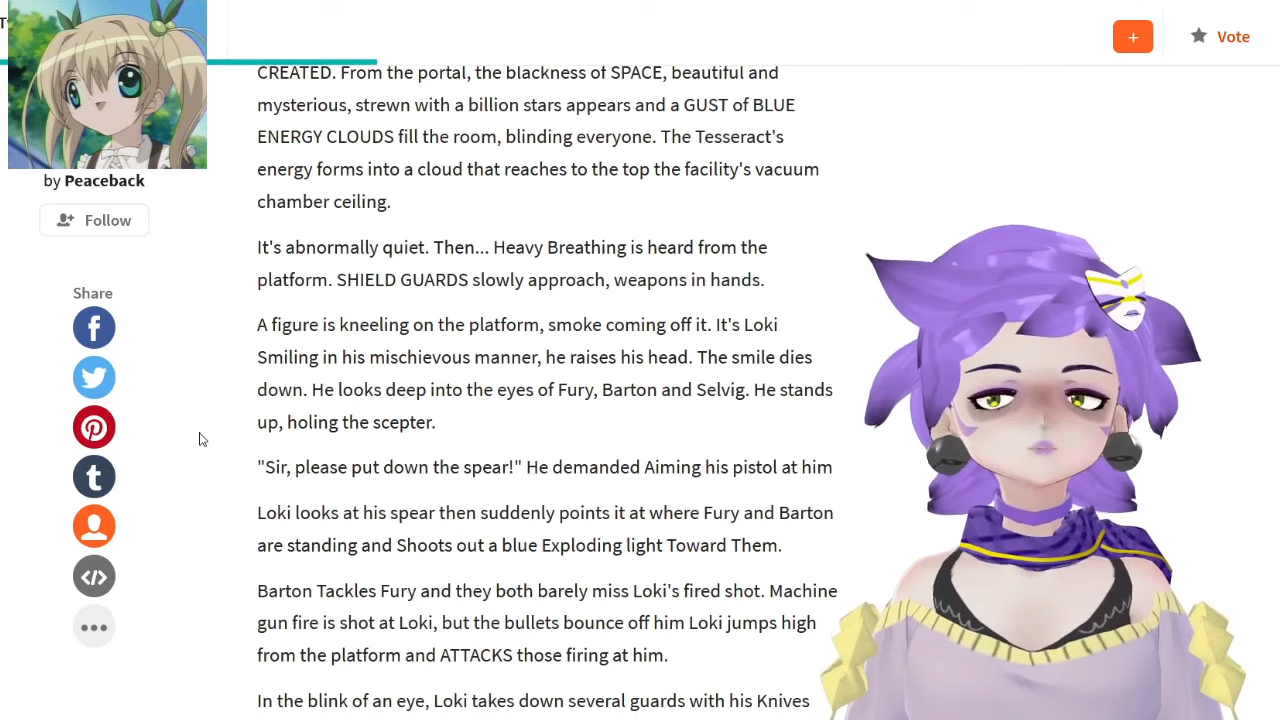 T
+
Vote
by Peaceback
Follow
Share
CREATED. From the portal, the blackness of SPACE, beautiful and
mysterious, strewn with a billion stars appears and a GUST of BLUE
ENERGY CLOUDS fill the room, blinding everyone. The Tesseract's
energy forms into a cloud that reaches to the top the facility's vacuum
chamber ceiling.
It's abnormally quiet. Then... Heavy Breathing is heard from the
platform. SHIELD GUARDS slowly approach, weapons in hands.
A figure is kneeling on the platform, smoke coming off it. It's Loki
Smiling in his mischievous manner, he raises his head. The smile dies
down. He looks deep into the eyes of Fury, Barton and Selvig. He stands
up, holing the scepter.
"Sir, please put down the spear!" He demanded Aiming his pistol at him
Loki looks at his spear then suddenly points it at where Fury and Barton
are standing and Shoots out a blue Exploding light Toward Them.
Barton Tackles Fury and they both barely miss Loki's fired shot. Machine
gun fire is shot at Loki, but the bullets bounce off him Loki jumps high
from the platform and ATTACKS those firing at him.
In the blink of an eye, Loki takes down several guards with his Knives